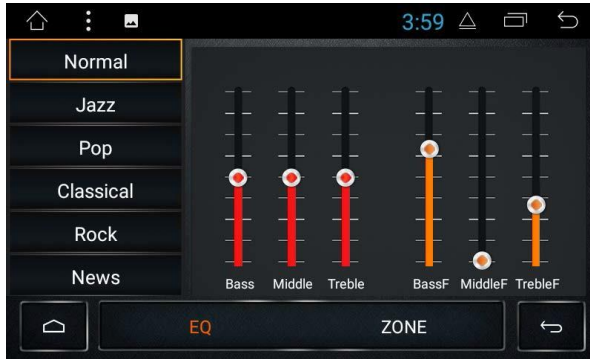 3:59
Normal
Jazz
Pop
Classical
Rock
News
Bass Middle Treble BassF MiddleF TrebleF
EQ ZONE